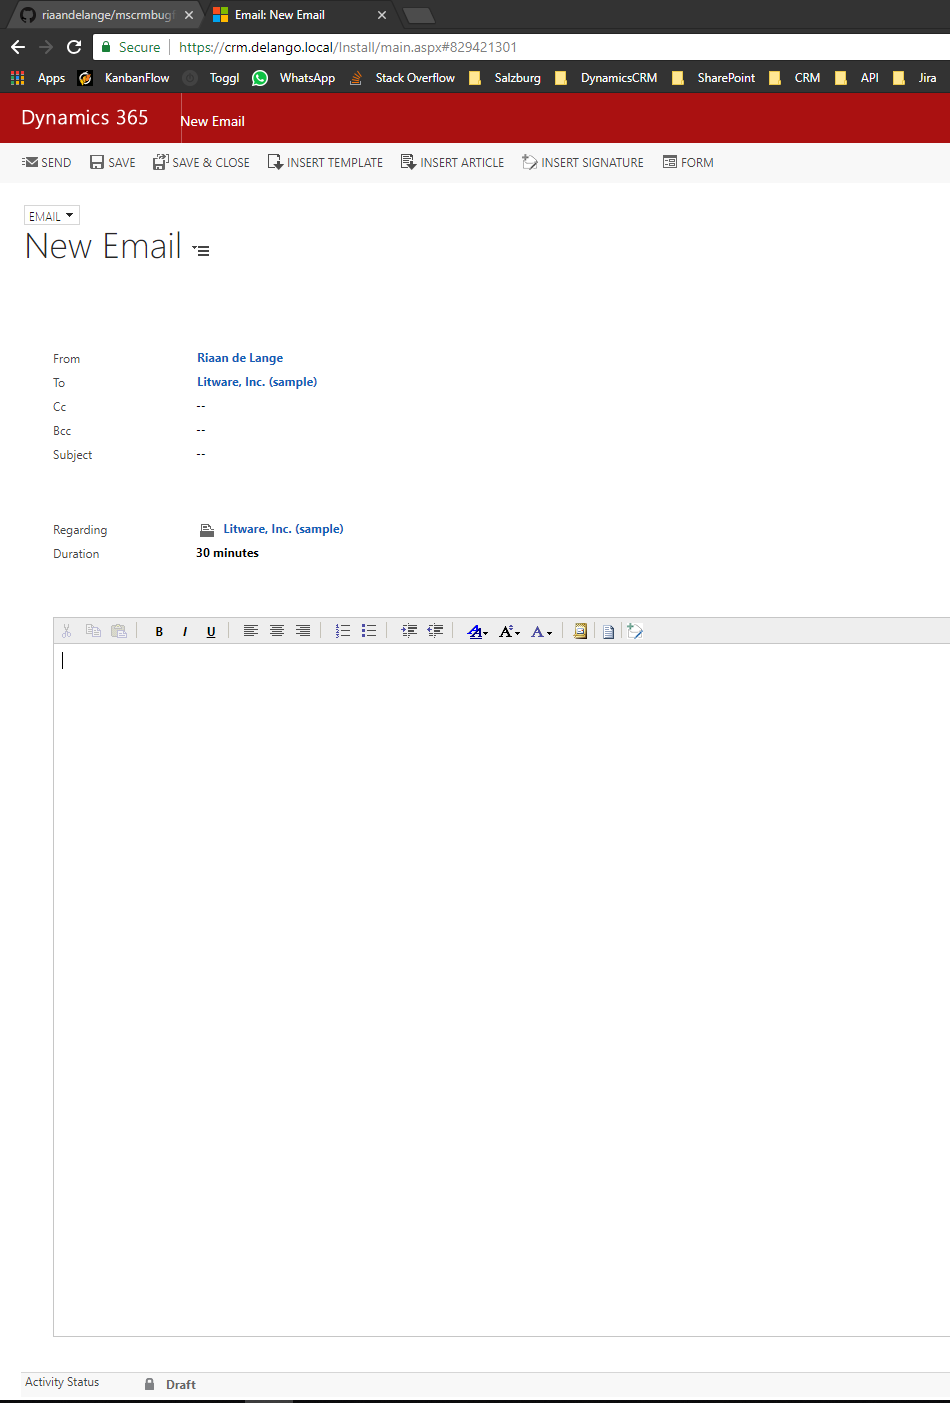 riaandelange/mscrmbugf Email: New Email
Secure https://crm.delango.local/Install/main.aspx#829421301
Apps KanbanFlow Toggl WhatsApp Stack Overflow Salzburg DynamicsCRM SharePoint CRM API Jira
Dynamics 365 New Email
SEND SAVE SAVE & CLOSE INSERT TEMPLATE INSERT ARTICLE INSERT SIGNATURE FORM
EMAIL
New Email
From Riaan de Lange
To Litware, Inc. (sample)
Cc --
Bcc --
Subject --
Regarding Litware, Inc. (sample)
Duration 30 minutes
B I U A A A
Activity Status Draft